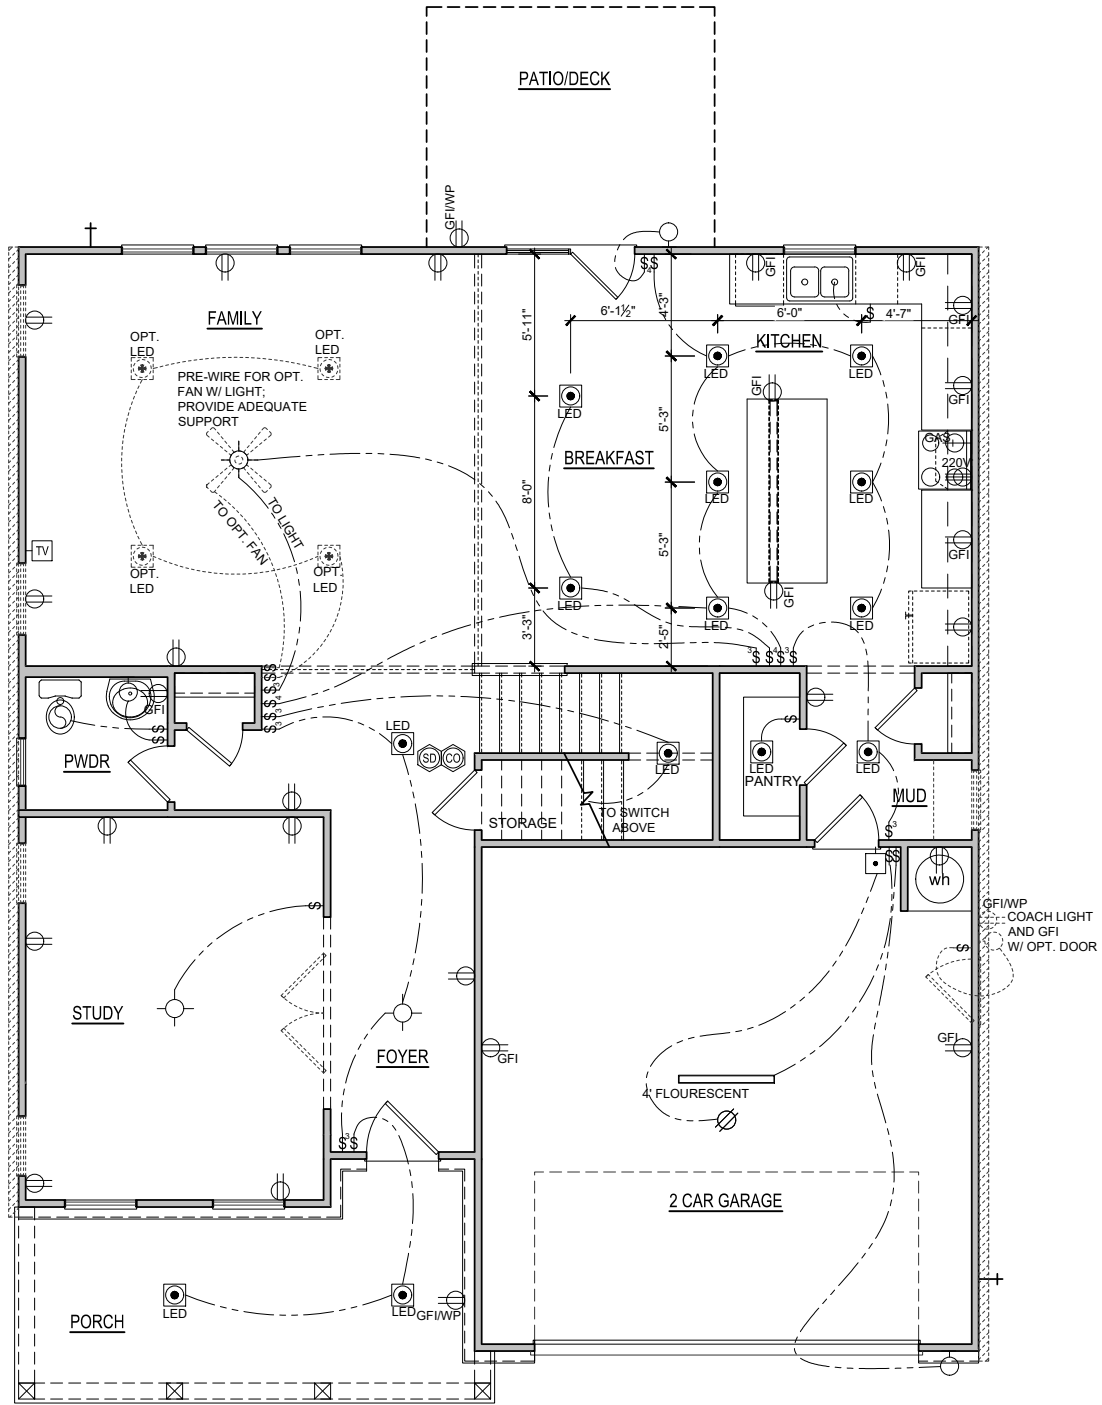 PATIO/DECK
GFI/WP
GFI
GFI
FAMILY
OPT.
LED
OPT.
LED
PRE-WIRE FOR OPT.
FAN W/ LIGHT;
PROVIDE ADEQUATE
SUPPORT
5'-11"
6'-1½"
4'-3"
6'-0"
4'-7"
GFI
KITCHEN
LED
LED
GFI
GFI
LED
5'-3"
GAS
220V
BREAKFAST
8'-0"
LED
LED
TO OPT. FAN
TO LIGHT
TV
OPT.
LED
OPT
LED
5'-3"
GFI
GFI
LED
LED
LED
3'-3"
2'-5"
GFI
PWDR
LED
SD
CO
LED
LED
PANTRY
LED
MUD
STORAGE
TO SWITCH
ABOVE
wh
GFI/WP
COACH LIGHT
AND GFI
W/ OPT. DOOR
STUDY
FOYER
GFI
GFI
4' FLOURESCENT
2 CAR GARAGE
PORCH
LED
LED
GFI/WP